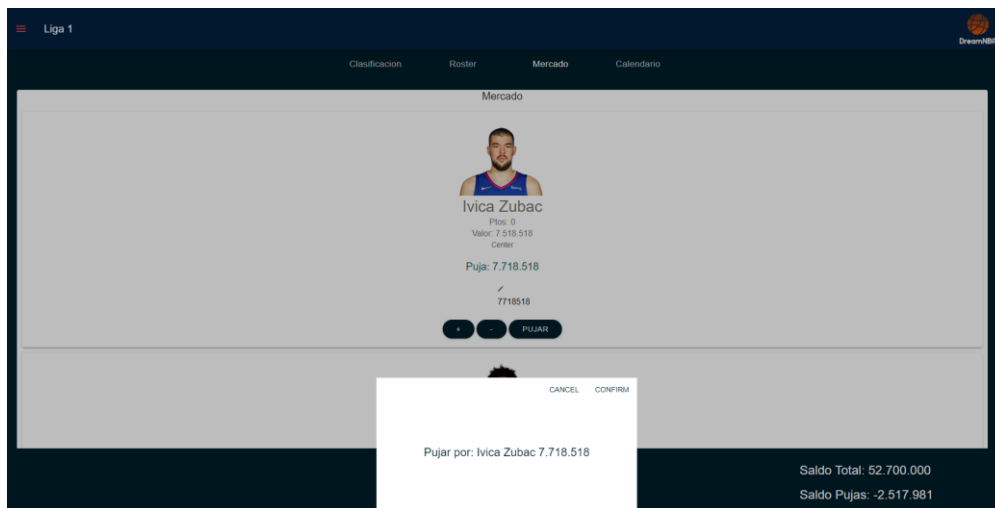 Liga 1
DreamNBA
Clasificacion Roster Mercado Calendario
Mercado
Ivica Zubac
Ptos: 0
Valor: 7.518.518
Center
Puja: 7.718.518
7718518
+ - PUJAR
CANCEL CONFIRM
Pujar por: Ivica Zubac 7.718.518
Saldo Total: 52.700.000
Saldo Pujas: -2.517.981